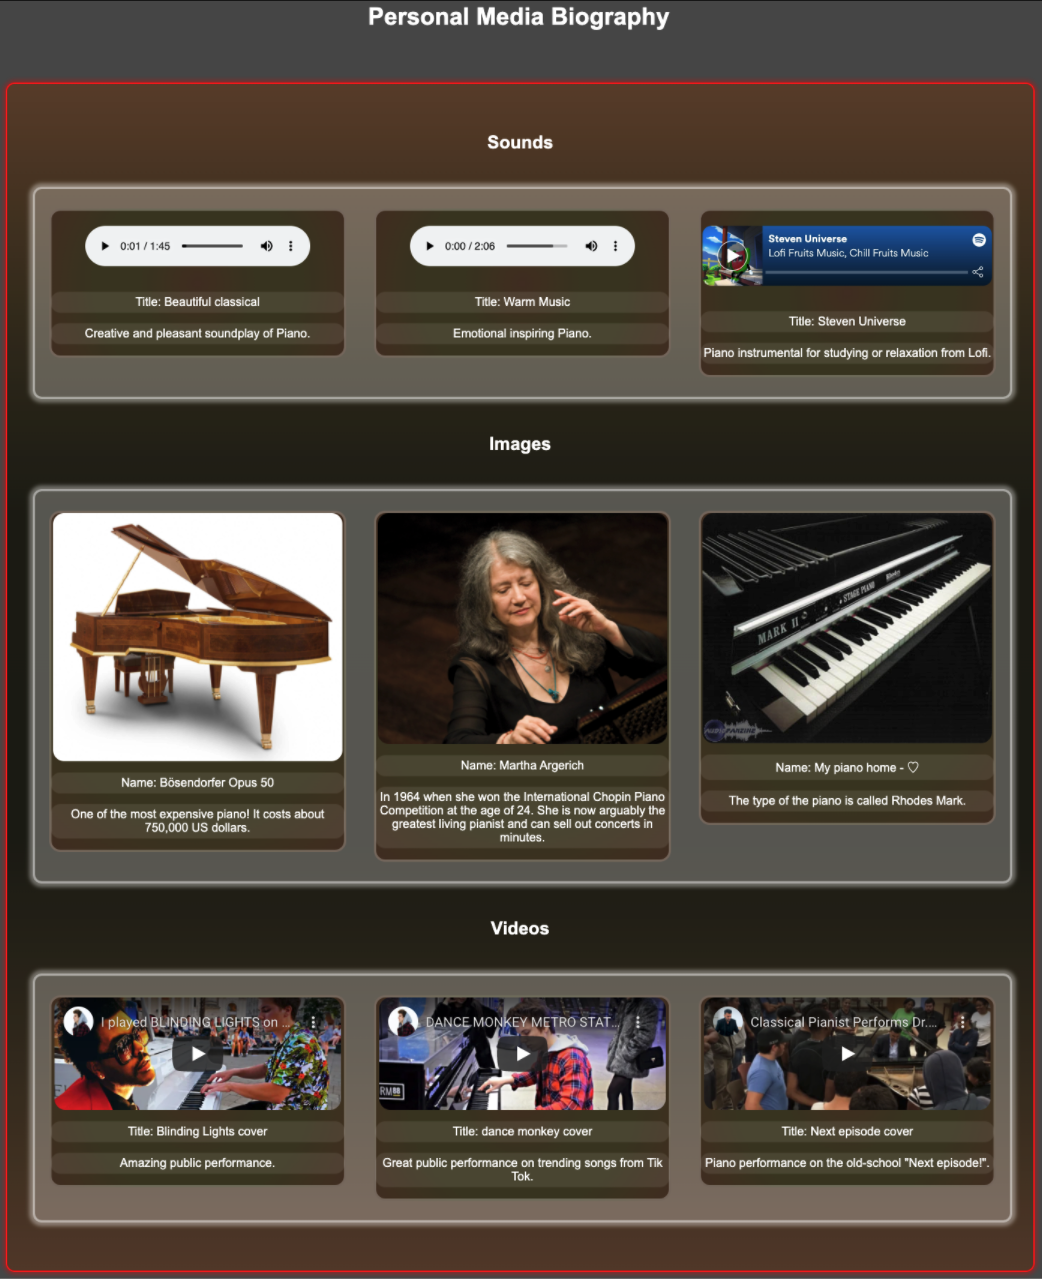 Personal Media Biography
Sounds
0:01 / 1:45
Title: Beautiful classical
Creative and pleasant soundplay of Piano.
0:00 / 2:06
Title: Warm Music
Emotional inspiring Piano.
Steven Universe
Lofi Fruits Music, Chill Fruits Music
Title: Steven Universe
Piano instrumental for studying or relaxation from Lofi.
Images
Name: Bösendorfer Opus 50
One of the most expensive piano! It costs about
750,000 US dollars.
Name: Martha Argerich
In 1964 when she won the International Chopin Piano
Competition at the age of 24. She is now arguably the
greatest living pianist and can sell out concerts in
minutes.
MARK II
STAGE PIANO
AUDIOFANZINE
Name: My piano home - ♡
The type of the piano is called Rhodes Mark.
Videos
I played BLINDING LIGHTS on ...
Title: Blinding Lights cover
Amazing public performance.
DANCE MONKEY METRO STAT...
RM88
Title: dance monkey cover
Great public performance on trending songs from Tik
Tok.
Classical Pianist Performs Dr....
Title: Next episode cover
Piano performance on the old-school "Next episode!".